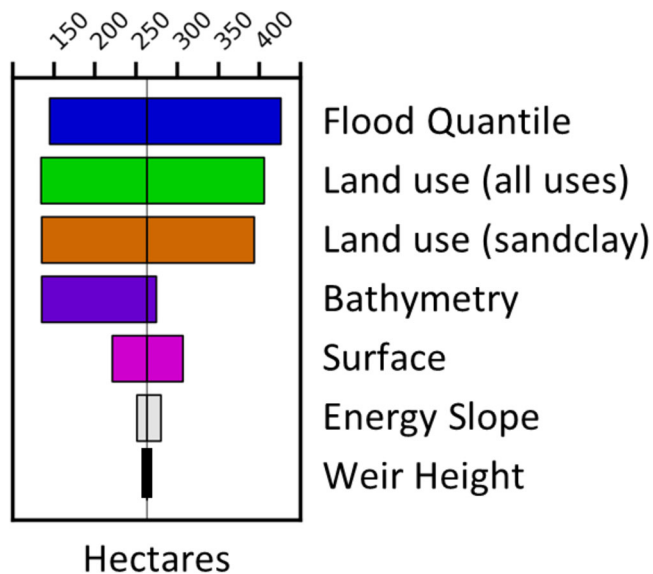 150 200 250 300 350 400
Flood Quantile
Land use (all uses)
Land use (sandclay)
Bathymetry
Surface
Energy Slope
Weir Height
Hectares